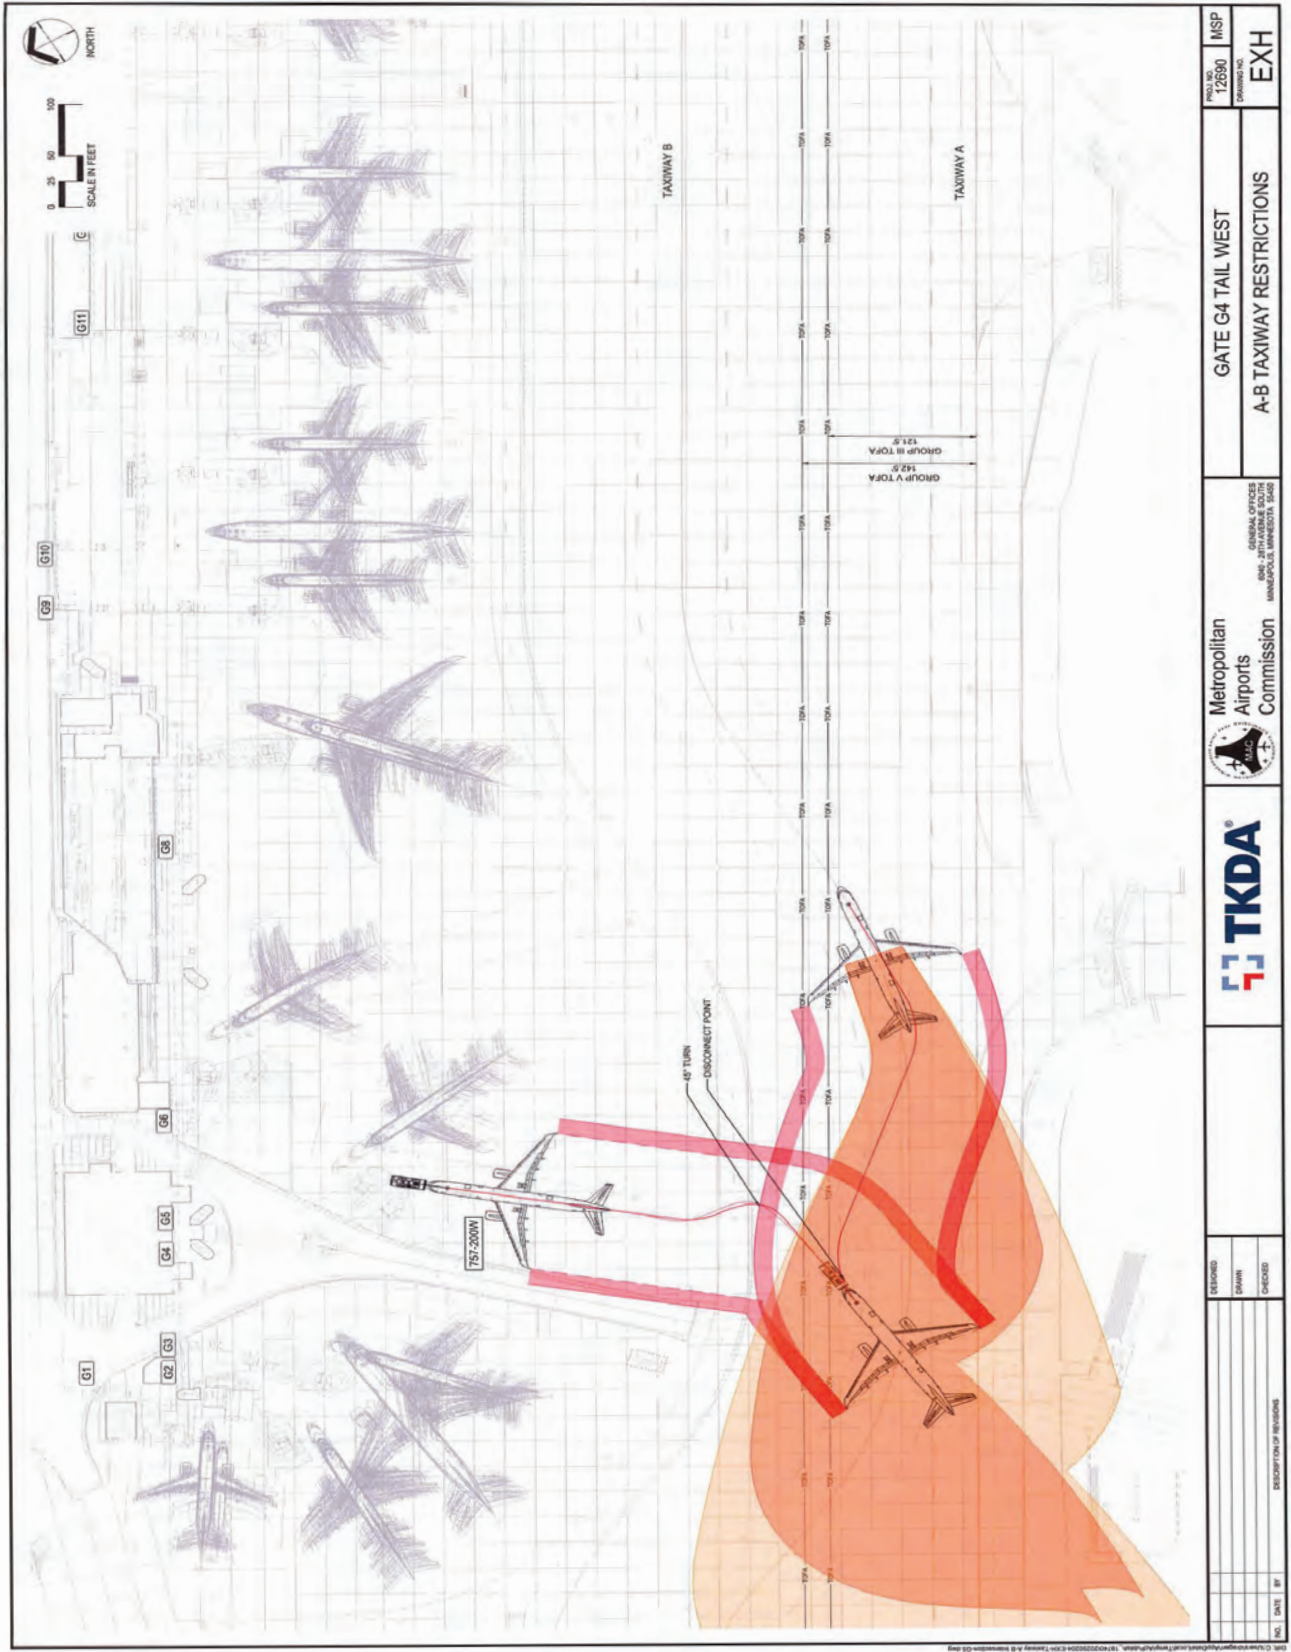 NORTH
0 25 50 100
SCALE IN FEET
G11
G10
G9
G8
G6
G5
G4
G3
G2
G1
TAXIWAY B
TAXIWAY A
TOFA
TOFA
GROUP III TOFA
121.5'
GROUP V TOFA
142.5'
45° TURN
DISCONNECT POINT
757-200W
PROJ. NO.
12690
MSP
DRAWING NO.
EXH
GATE G4 TAIL WEST
A-B TAXIWAY RESTRICTIONS
Metropolitan
Airports
Commission
GENERAL OFFICES
6040 - 28TH AVENUE SOUTH
MINNEAPOLIS, MINNESOTA 55450
MAC
TKDA®
DESIGNED
DRAWN
CHECKED
NO. DATE BY
DESCRIPTION OF REVISIONS